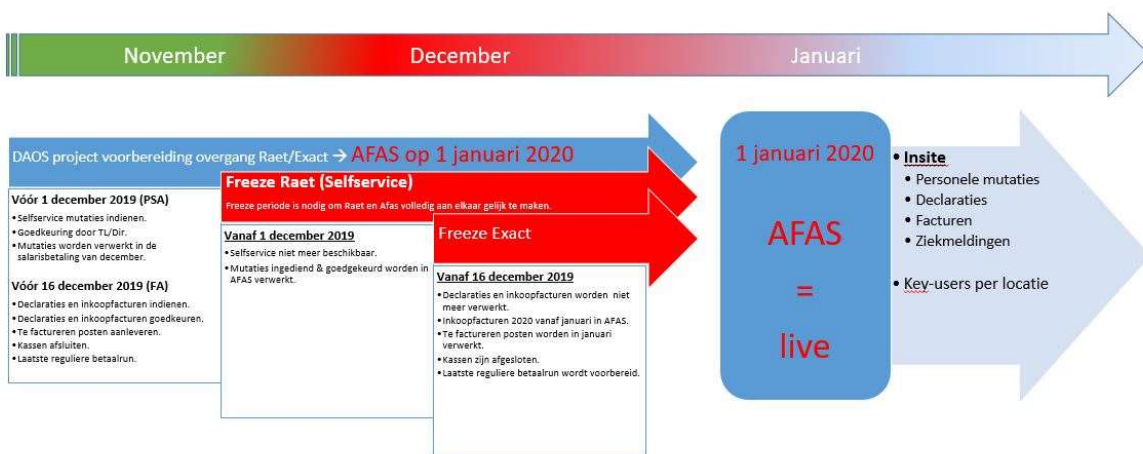 November
December
Januari
DAOS project voorbereiding overgang Raet/Exact → AFAS op 1 januari 2020
Vóór 1 december 2019 (PSA)
•Selfservice mutaties indienen.
•Goedkeuring door TL/Dir.
•Mutaties worden verwerkt in de
salarisbetaling van december.
Vóór 16 december 2019 (FA)
•Declaraties en inkoopfacturen indienen.
•Declaraties en inkoopfacturen goedkeuren.
•Te factureren posten aanleveren.
•Kassen afsluiten.
•Laatste reguliere betaalrun.
Freeze Raet (Selfservice)
Freeze periode is nodig om Raet en Afas volledig aan elkaar gelijk te maken.
Vanaf 1 december 2019
•Selfservice niet meer beschikbaar.
•Mutaties ingediend & goedgekeurd worden in
AFAS verwerkt.
Freeze Exact
Vanaf 16 december 2019
•Declaraties en inkoopfacturen worden niet
meer verwerkt.
•Inkoopfacturen 2020 vanaf januari in AFAS.
•Te factureren posten worden in januari
verwerkt.
•Kassen zijn afgesloten.
•Laatste reguliere betaalrun wordt voorbereid.
1 januari 2020
AFAS
=
live
• Insite
• Personele mutaties
• Declaraties
• Facturen
• Ziekmeldingen
• Key-users per locatie